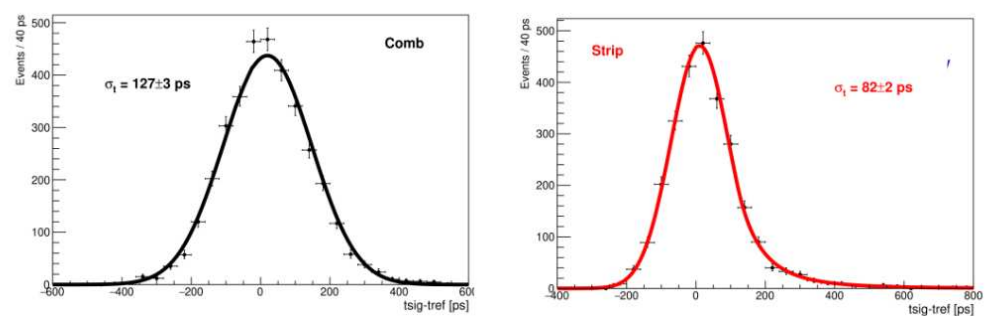 Events / 40 ps
500
400
300
200
100
0
Comb
σt = 127±3 ps
−600 −400 −200 0 200 400 600
tsig-tref [ps]
Events / 40 ps
500
400
300
200
100
0
Strip
σt = 82±2 ps
−400 −200 0 200 400 600 800
tsig-tref [ps]